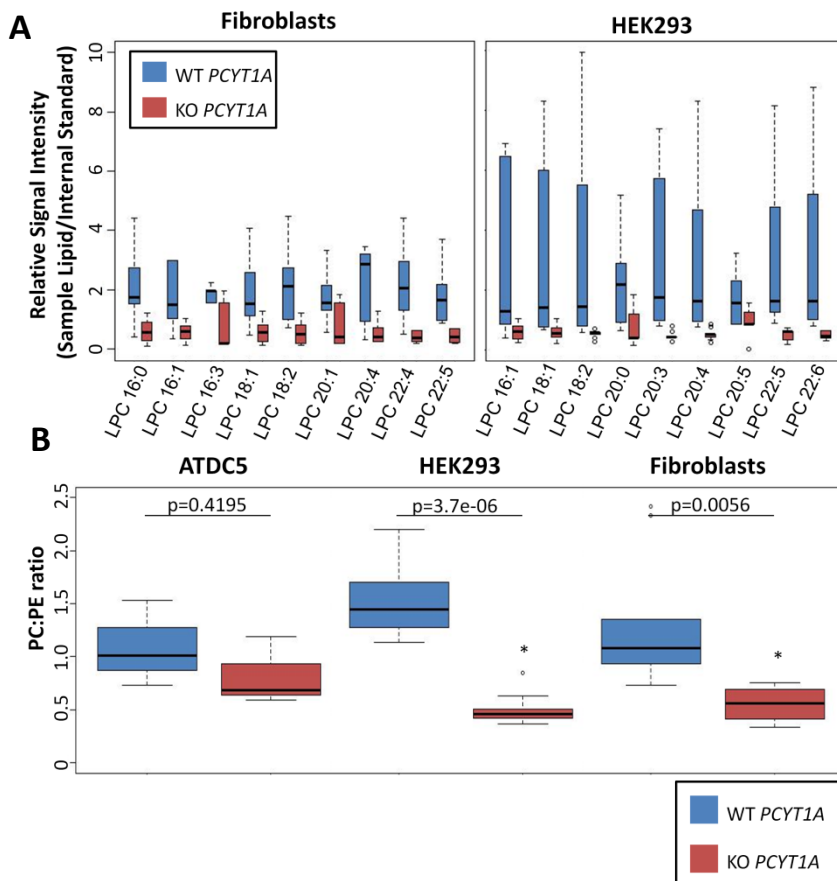 A
Fibroblasts
HEK293
Relative Signal Intensity
(Sample Lipid/Internal Standard)
10
8
6
4
2
0
WT PCYT1A
KO PCYT1A
LPC 16:0
LPC 16:1
LPC 16:3
LPC 18:1
LPC 18:2
LPC 20:1
LPC 20:4
LPC 22:4
LPC 22:5
LPC 16:1
LPC 18:1
LPC 18:2
LPC 20:0
LPC 20:3
LPC 20:4
LPC 20:5
LPC 22:5
LPC 22:6
B
ATDC5
HEK293
Fibroblasts
PC:PE ratio
2.5
2.0
1.5
1.0
0.5
0
p=0.4195
p=3.7e-06
p=0.0056
*
*
WT PCYT1A
KO PCYT1A